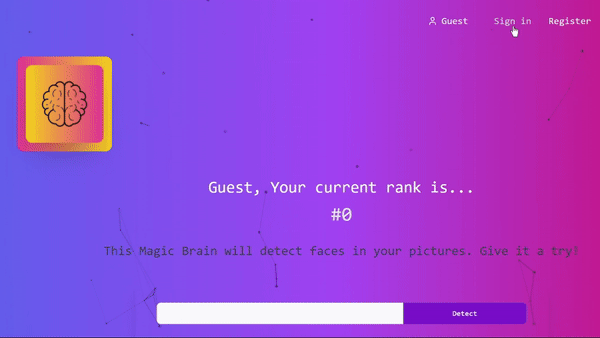 Guest Sign in Register
Guest, Your current rank is...
#0
This Magic Brain will detect faces in your pictures. Give it a try!
Detect